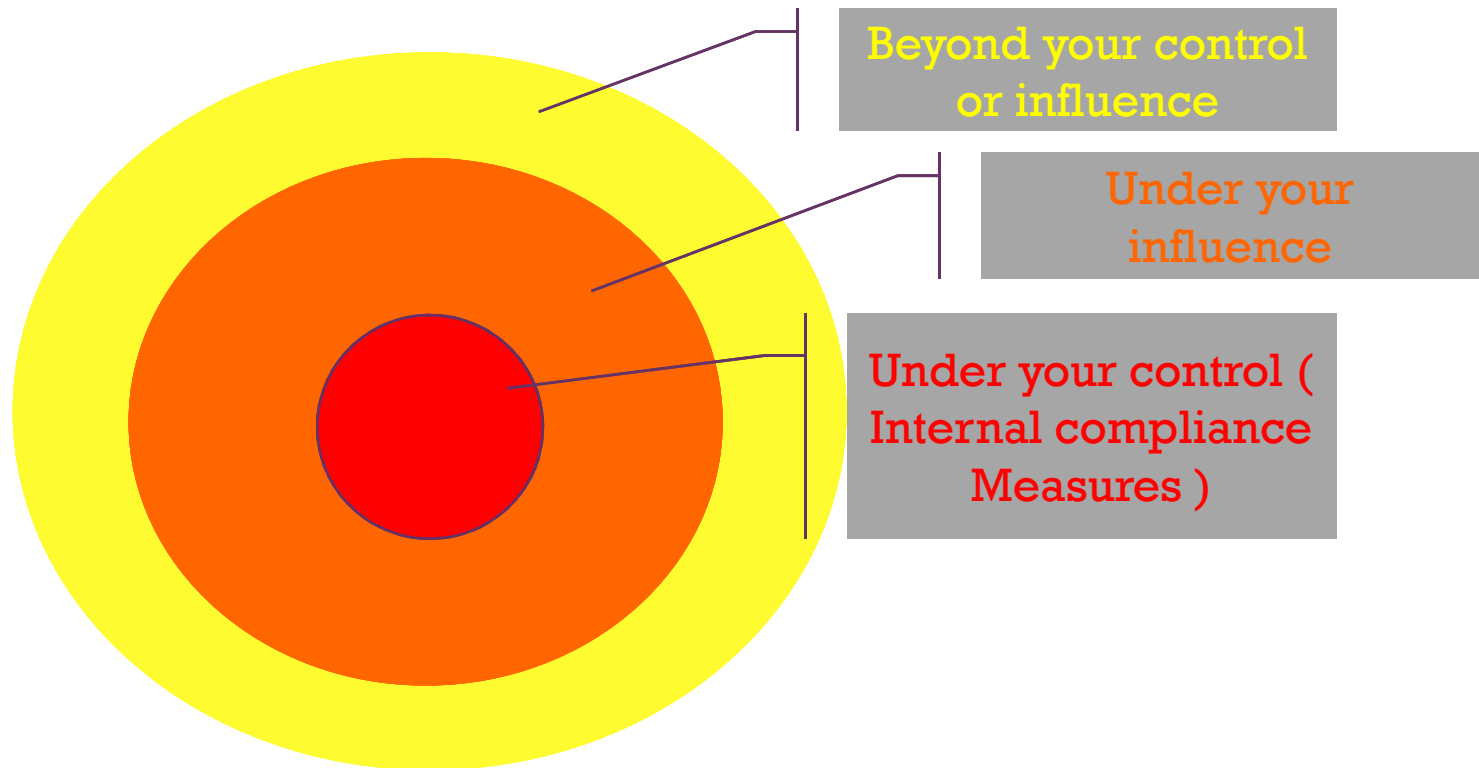 Beyond your control
or influence
Under your
influence
Under your control (
Internal compliance
Measures )